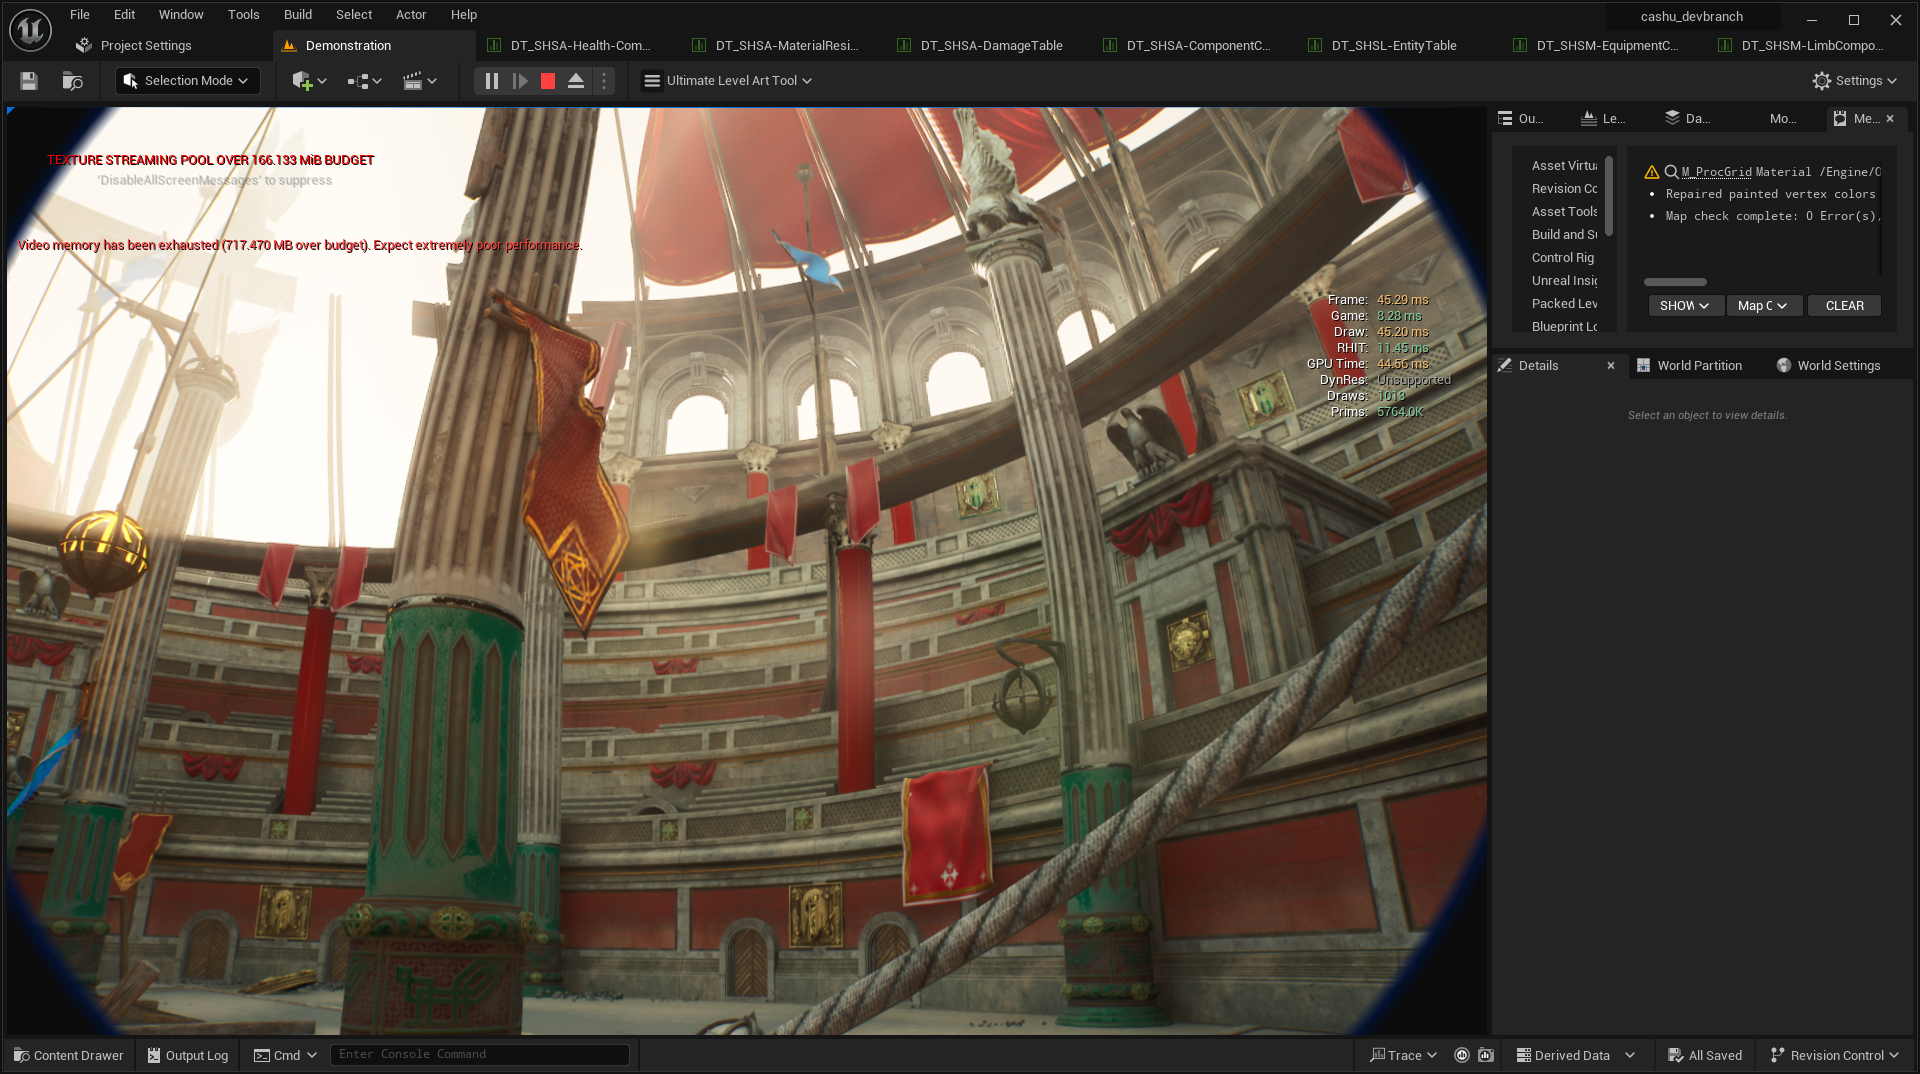 File Edit Window Tools Build Select Actor Help
cashu_devbranch
Project Settings
Demonstration
DT_SHSA-Health-Com...
DT_SHSA-MaterialResi...
DT_SHSA-DamageTable
DT_SHSA-ComponentC...
DT_SHSL-EntityTable
DT_SHSM-EquipmentC...
DT_SHSM-LimbCompo...
Selection Mode
Ultimate Level Art Tool
Settings
TEXTURE STREAMING POOL OVER 166.133 MiB BUDGET
'DisableAllScreenMessages' to suppress
Video memory has been exhausted (717.470 MB over budget). Expect extremely poor performance.
Frame: 45.29 ms
Game: 8.28 ms
Draw: 45.20 ms
RHIT: 11.45 ms
GPU Time: 44.56 ms
DynRes: Unsupported
Draws: 1013
Prims: 5764.0K
Ou...
Le...
Da...
Mo...
Me...
Asset Virtua
Revision Co
Asset Tools
Build and Su
Control Rig
Unreal Insig
Packed Lev
Blueprint Lo
M_ProcGrid Material /Engine/O
Repaired painted vertex colors
Map check complete: 0 Error(s),
SHOW
Map C
CLEAR
Details
World Partition
World Settings
Select an object to view details.
Content Drawer
Output Log
Cmd
Enter Console Command
Trace
Derived Data
All Saved
Revision Control